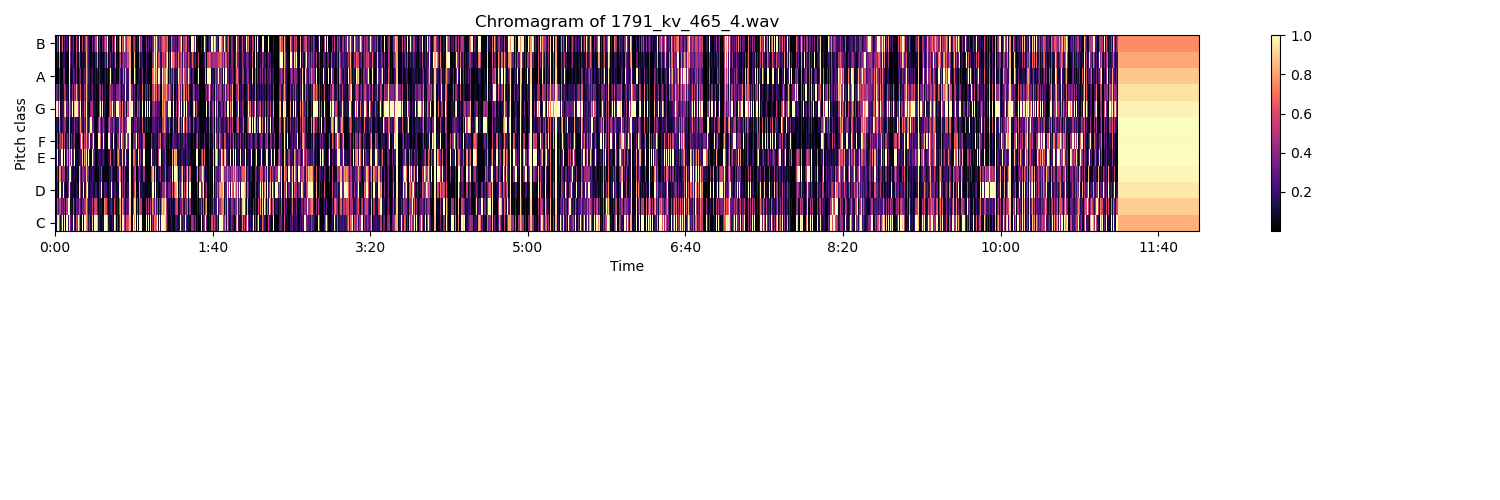 Chromagram of 1791_kv_465_4.wav
Pitch class
B
A
G
F
E
D
C
0:00 1:40 3:20 5:00 6:40 8:20 10:00 11:40
Time
1.0
0.8
0.6
0.4
0.2